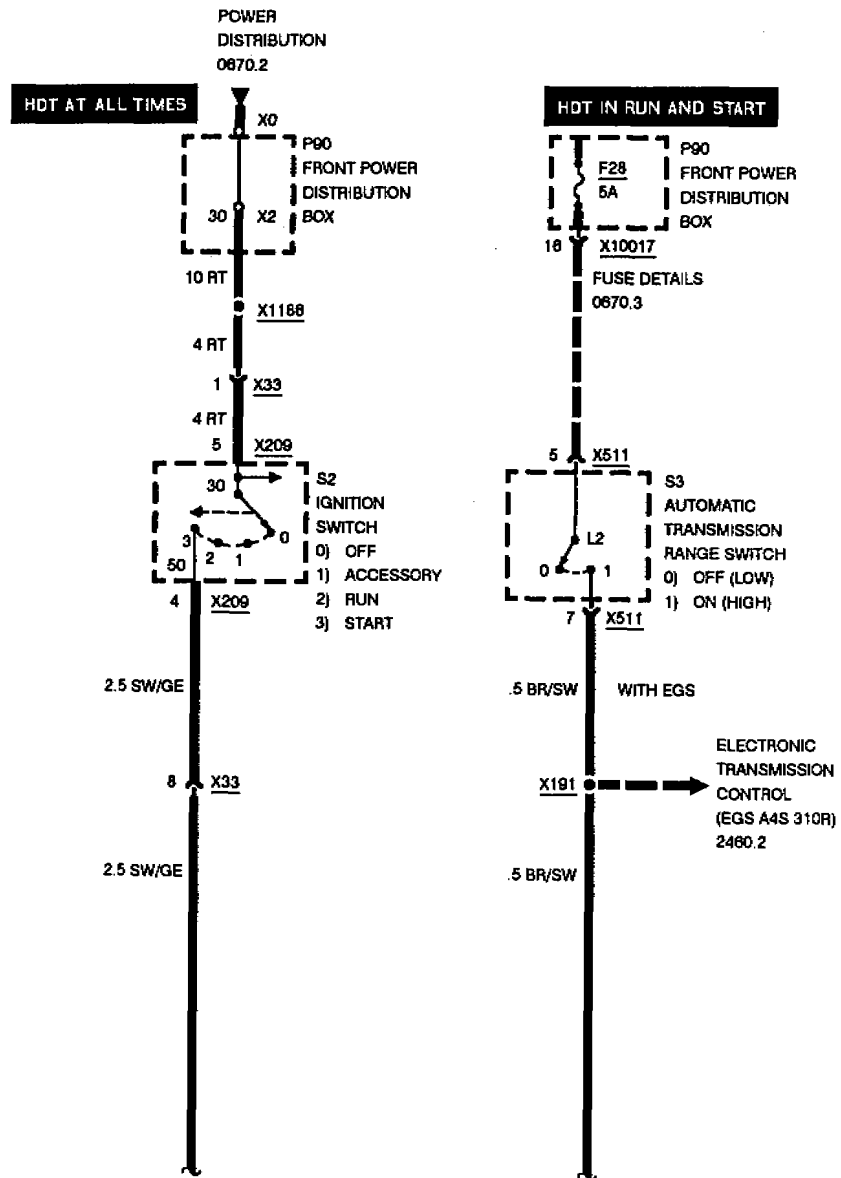 POWER
DISTRIBUTION
0670.2
HOT AT ALL TIMES
X0
P90
FRONT POWER
DISTRIBUTION
BOX
30 X2
10 RT
X1186
4 RT
1 X33
4 RT
5 X209
30
S2
IGNITION
SWITCH
0) OFF
1) ACCESSORY
2) RUN
3) START
3
2
1
0
50
4 X209
2.5 SW/GE
8 X33
2.5 SW/GE
HOT IN RUN AND START
F28
5A
P90
FRONT POWER
DISTRIBUTION
BOX
16 X10017
FUSE DETAILS
0670.3
5 X511
S3
AUTOMATIC
TRANSMISSION
RANGE SWITCH
0) OFF (LOW)
1) ON (HIGH)
L2
0 1
7 X511
.5 BR/SW WITH EGS
X191
ELECTRONIC
TRANSMISSION
CONTROL
(EGS A4S 310R)
2460.2
.5 BR/SW